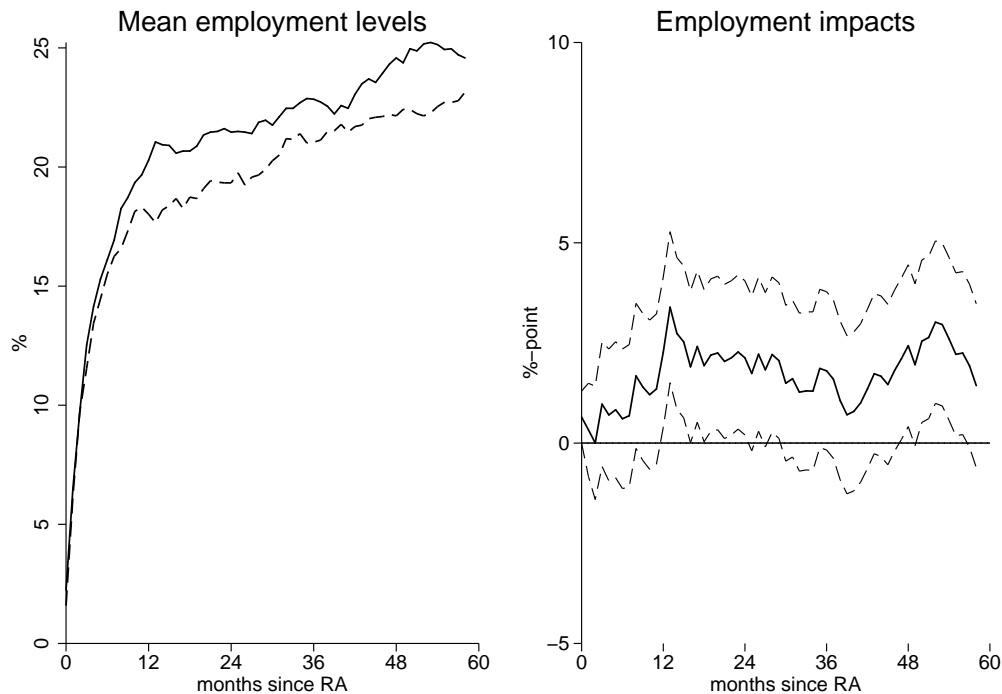 Mean employment levels
25
20
15
10
5
0
%
0 12 24 36 48 60
months since RA
Employment impacts
10
5
0
−5
%−point
0 12 24 36 48 60
months since RA